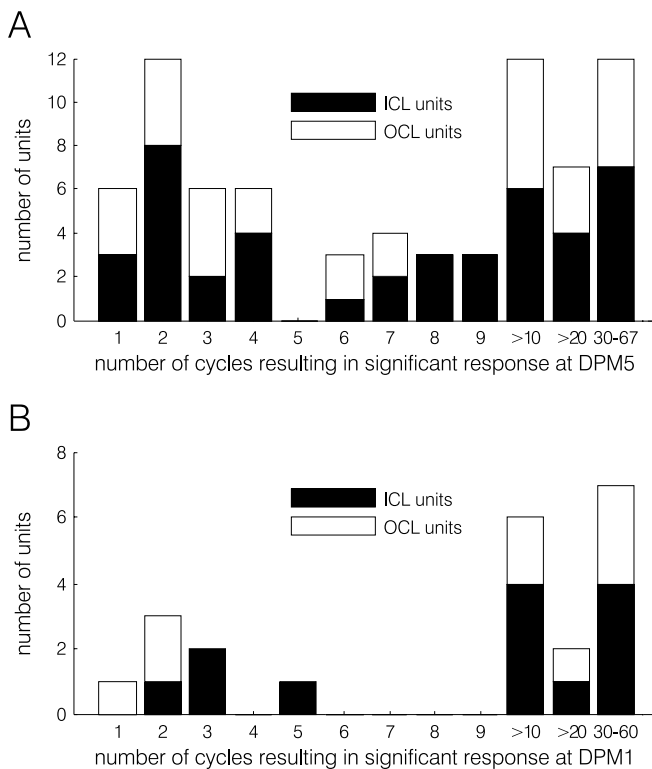 A
12
10
8
6
4
2
0
number of units
ICL units
OCL units
1 2 3 4 5 6 7 8 9 >10 >20 30-67
number of cycles resulting in significant response at DPM5
B
8
6
4
2
0
number of units
ICL units
OCL units
1 2 3 4 5 6 7 8 9 >10 >20 30-60
number of cycles resulting in significant response at DPM1